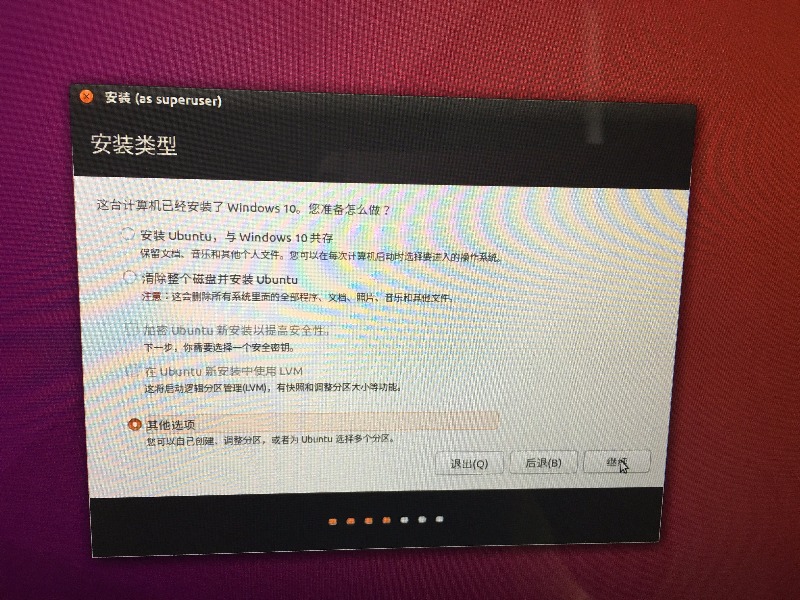 安装 (as superuser)
安装类型
这台计算机已经安装了 Windows 10。您准备怎么做？
安装 Ubuntu，与 Windows 10 共存
保留文档、音乐和其他个人文件。您可以在每次计算机启动时选择要进入的操作系统。
清除整个磁盘并安装 Ubuntu
注意：这会删除所有系统里面的全部程序、文档、照片、音乐和其他文件。
加密 Ubuntu 新安装以提高安全性。
下一步，你需要选择一个安全密钥。
在 Ubuntu 新安装中使用 LVM
这将启动逻辑分区管理(LVM)，有快照和调整分区大小等功能。
其他选项
您可以自己创建、调整分区，或者为 Ubuntu 选择多个分区。
退出(Q)
后退(B)
继续